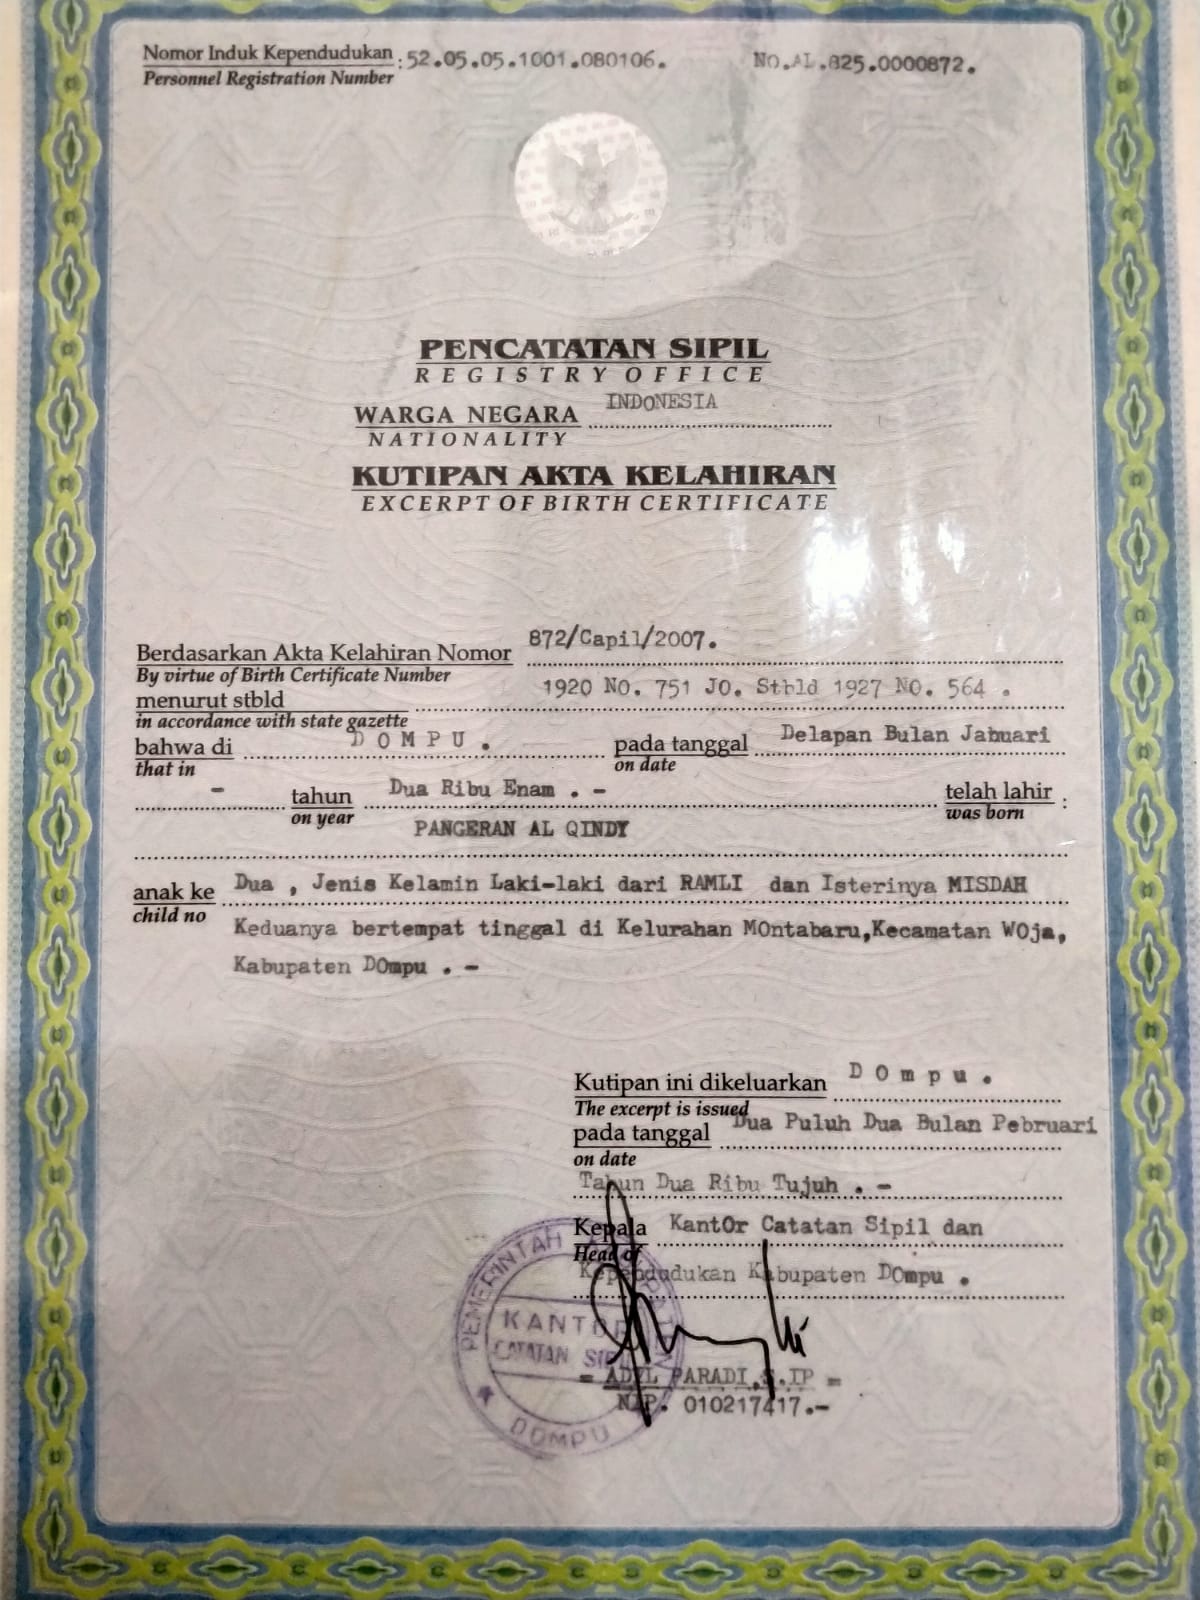 Nomor Induk Kependudukan : 52.05.05.1001.080106. No.AL.825.0000872.
Personnel Registration Number
PENCATATAN SIPIL
REGISTRY OFFICE
WARGA NEGARA INDONESIA
NATIONALITY
KUTIPAN AKTA KELAHIRAN
EXCERPT OF BIRTH CERTIFICATE
Berdasarkan Akta Kelahiran Nomor 872/Capil/2007.
By virtue of Birth Certificate Number
menurut stbld 1920 NO. 751 JO. Stbld 1927 NO. 564 .
in accordance with state gazette
bahwa di DOMPU. pada tanggal Delapan Bulan Januari
that in on date
- tahun Dua Ribu Enam . - telah lahir :
on year was born
PANGERAN AL QINDY
anak ke Dua , Jenis Kelamin Laki-laki dari RAMLI dan Isterinya MISDAH
child no
Keduanya bertempat tinggal di Kelurahan MOntabaru,Kecamatan WOja,
Kabupaten DOmpu . -
Kutipan ini dikeluarkan D O m p u .
The excerpt is issued
pada tanggal Dua Puluh Dua Bulan Pebruari
on date
Tahun Dua Ribu Tujuh . -
Kepala KantOr Catatan Sipil dan
Head of
Kependudukan Kabupaten DOmpu .
PEMERINTAH KABUPATEN
KANTOR
CATATAN SIPIL
DOMPU
= ADYL PARADI,S.IP =
NIP. 010217417.-